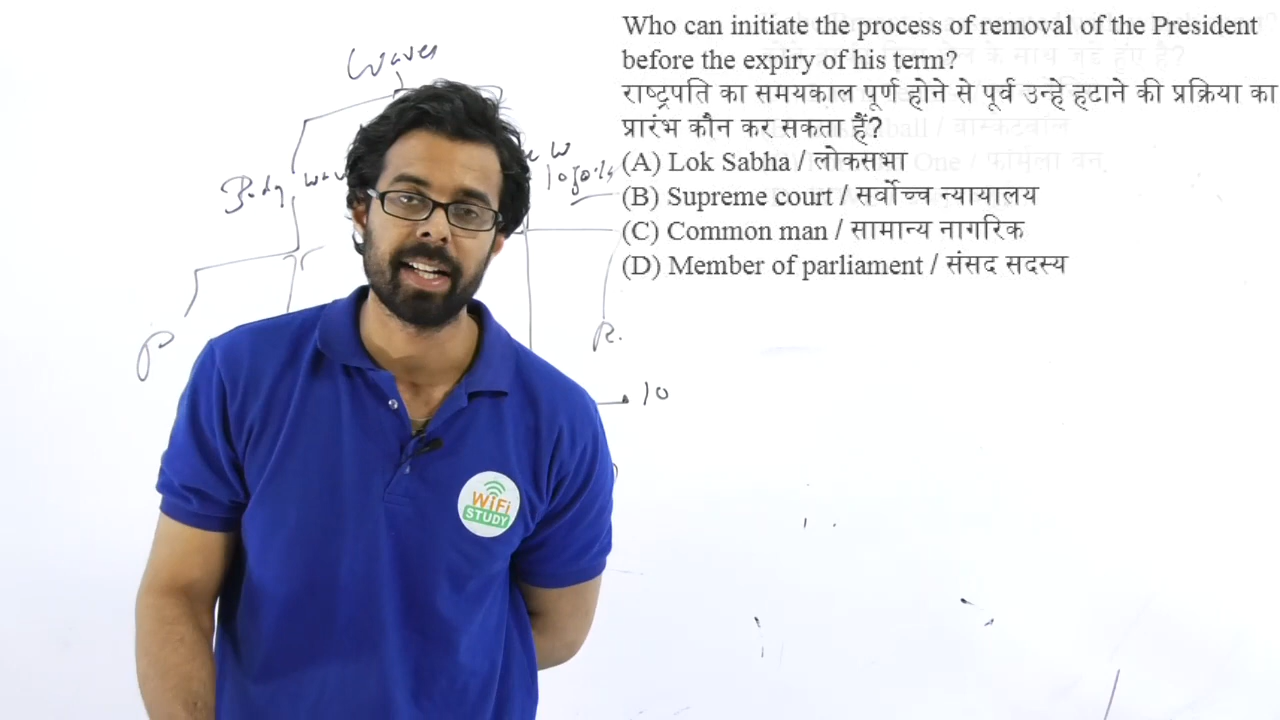 Who can initiate the process of removal of the President
before the expiry of his term?
राष्ट्रपति का समयकाल पूर्ण होने से पूर्व उन्हे हटाने की प्रक्रिया का
प्रारंभ कौन कर सकता हैं?
(A) Lok Sabha / लोकसभा
(B) Supreme court / सर्वोच्च न्यायालय
(C) Common man / सामान्य नागरिक
(D) Member of parliament / संसद सदस्य
Waves
Body wave
P
R.
10
WiFi
STUDY